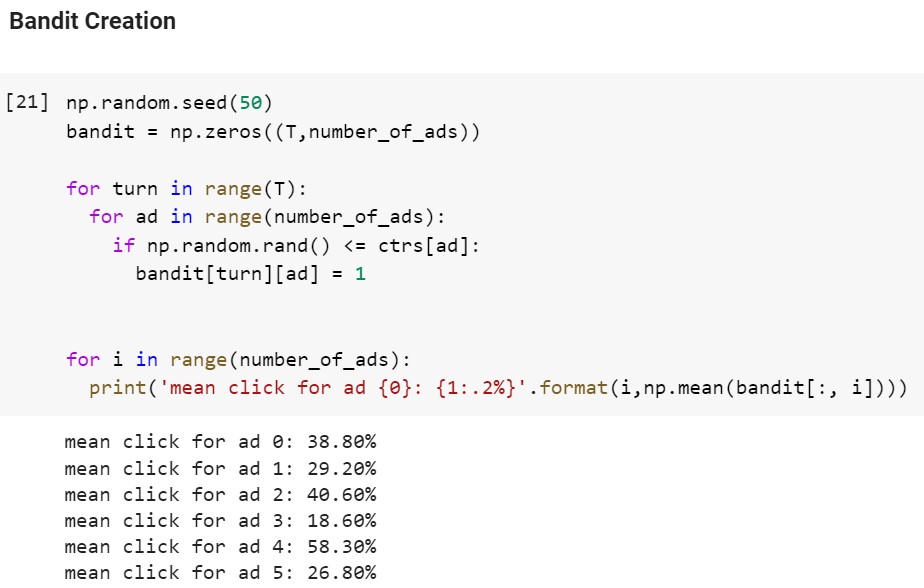 Bandit Creation
[21] np.random.seed(50)
bandit = np.zeros((T,number_of_ads))
for turn in range(T):
for ad in range(number_of_ads):
if np.random.rand() <= ctrs[ad]:
bandit[turn][ad] = 1
for i in range(number_of_ads):
print('mean click for ad {0}: {1:.2%}'.format(i,np.mean(bandit[:, i])))
mean click for ad 0: 38.80%
mean click for ad 1: 29.20%
mean click for ad 2: 40.60%
mean click for ad 3: 18.60%
mean click for ad 4: 58.30%
mean click for ad 5: 26.80%